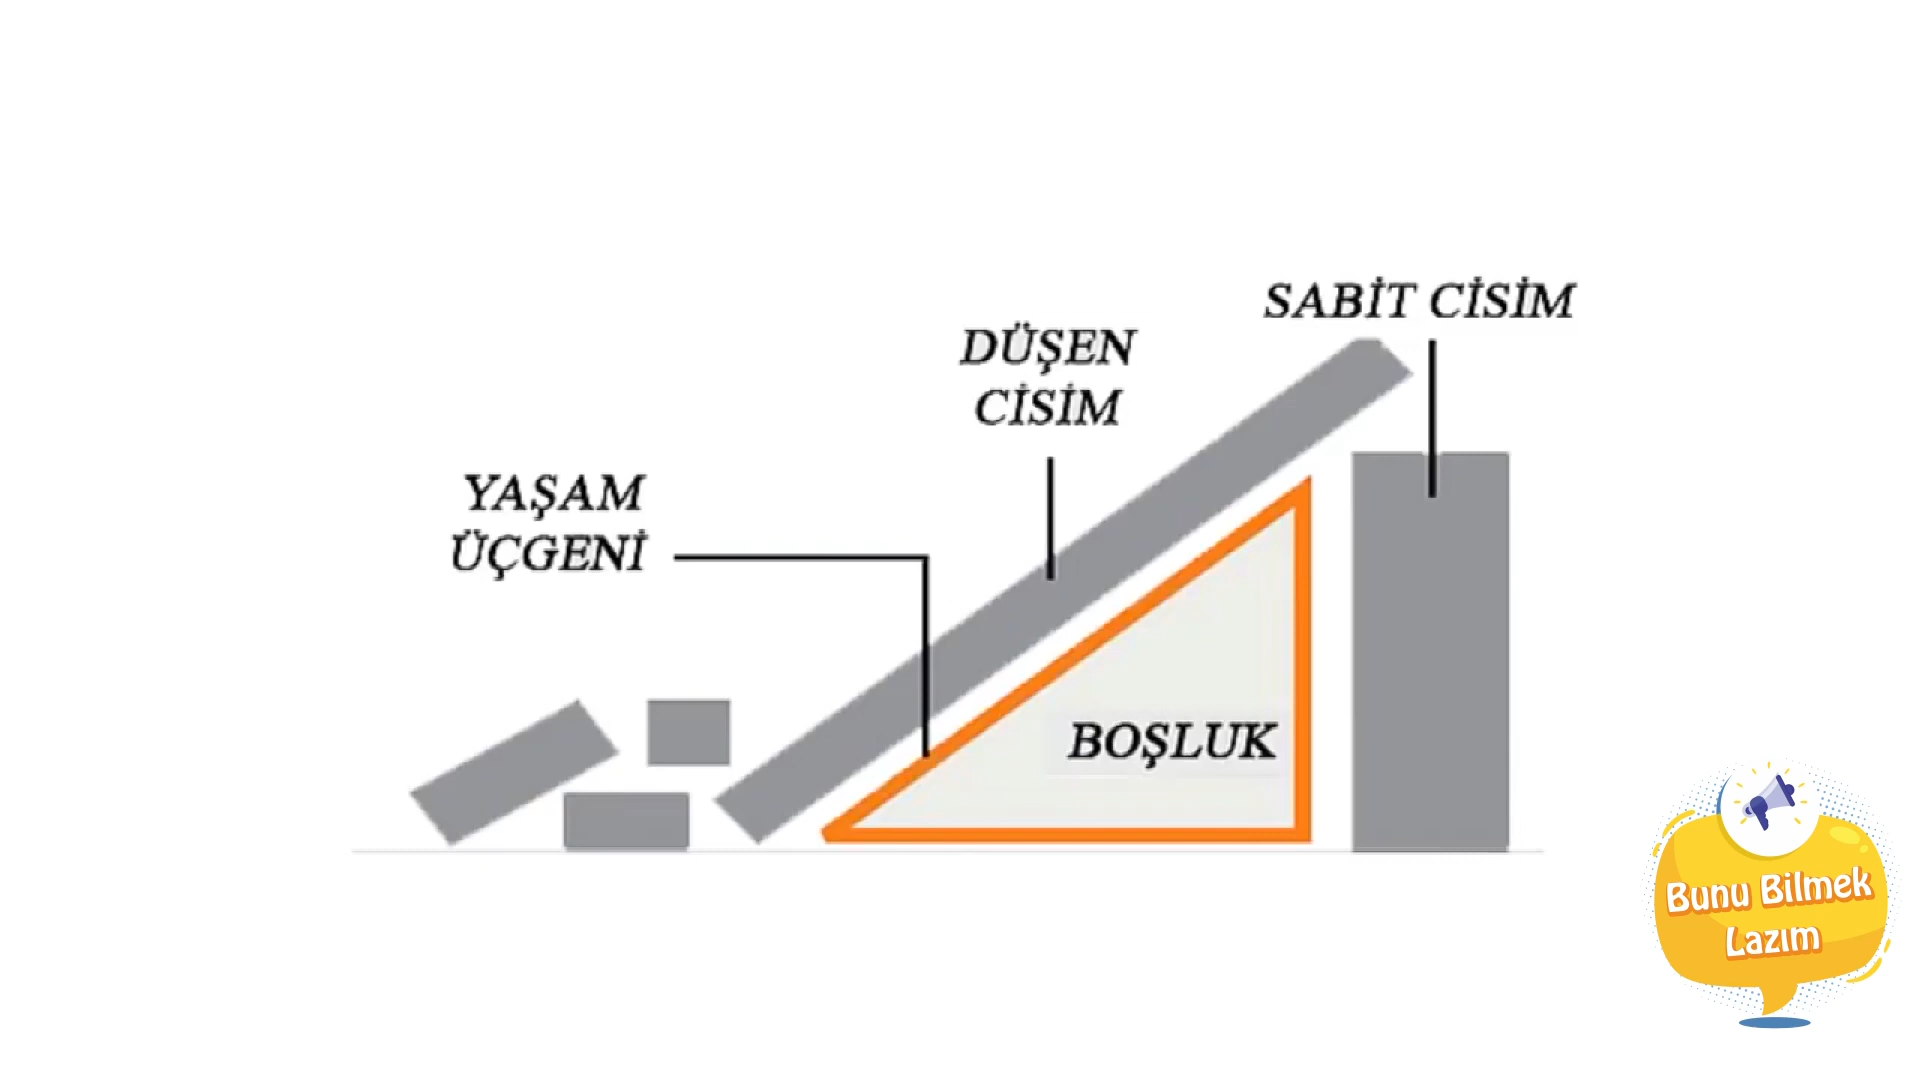 SABİT CİSİM
DÜŞEN
CİSİM
YAŞAM
ÜÇGENİ
BOŞLUK
Bunu Bilmek
Lazım